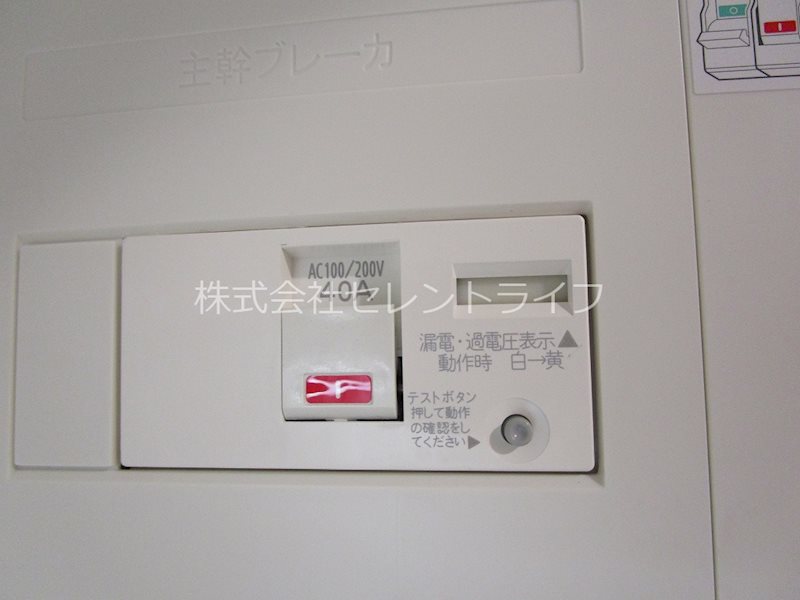 主幹ブレーカ
AC100/200V
40A
株式会社セレントライフ
漏電・過電圧表示▲
動作時 白→黄
テストボタン
押して動作
の確認をし
てください▶